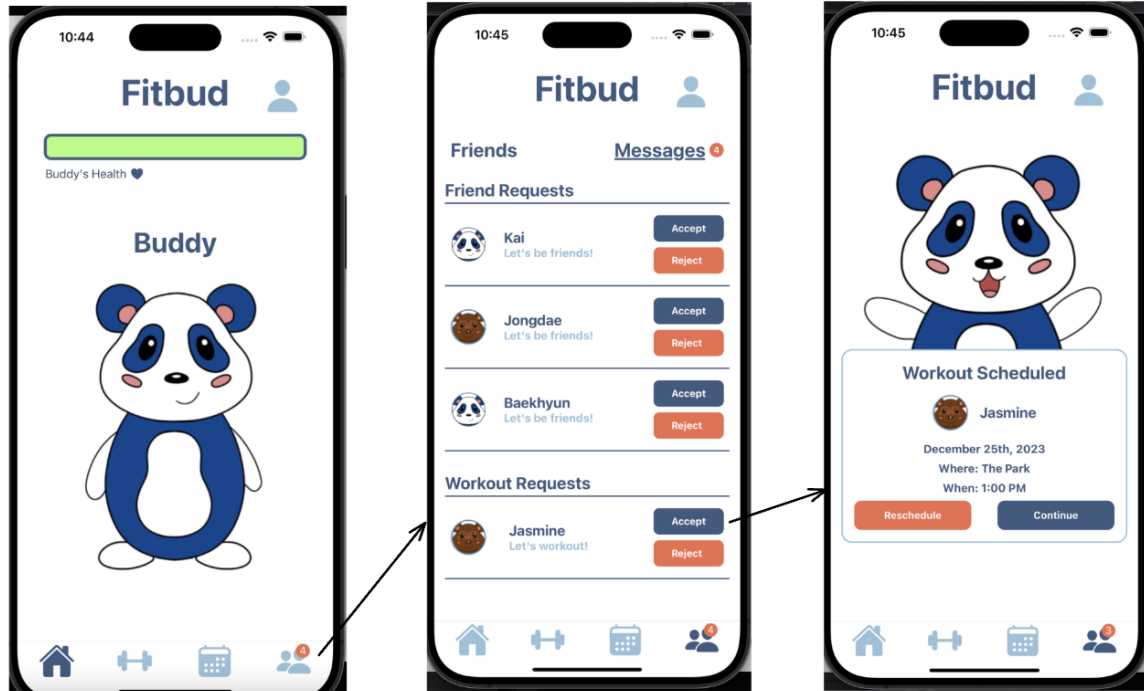 10:44
Fitbud
Buddy's Health
Buddy
4
10:45
Fitbud
Friends Messages 4
Friend Requests
Kai
Let's be friends!
Accept
Reject
Jongdae
Let's be friends!
Accept
Reject
Baekhyun
Let's be friends!
Accept
Reject
Workout Requests
Jasmine
Let's workout!
Accept
Reject
4
10:45
Fitbud
Workout Scheduled
Jasmine
December 25th, 2023
Where: The Park
When: 1:00 PM
Reschedule Continue
3